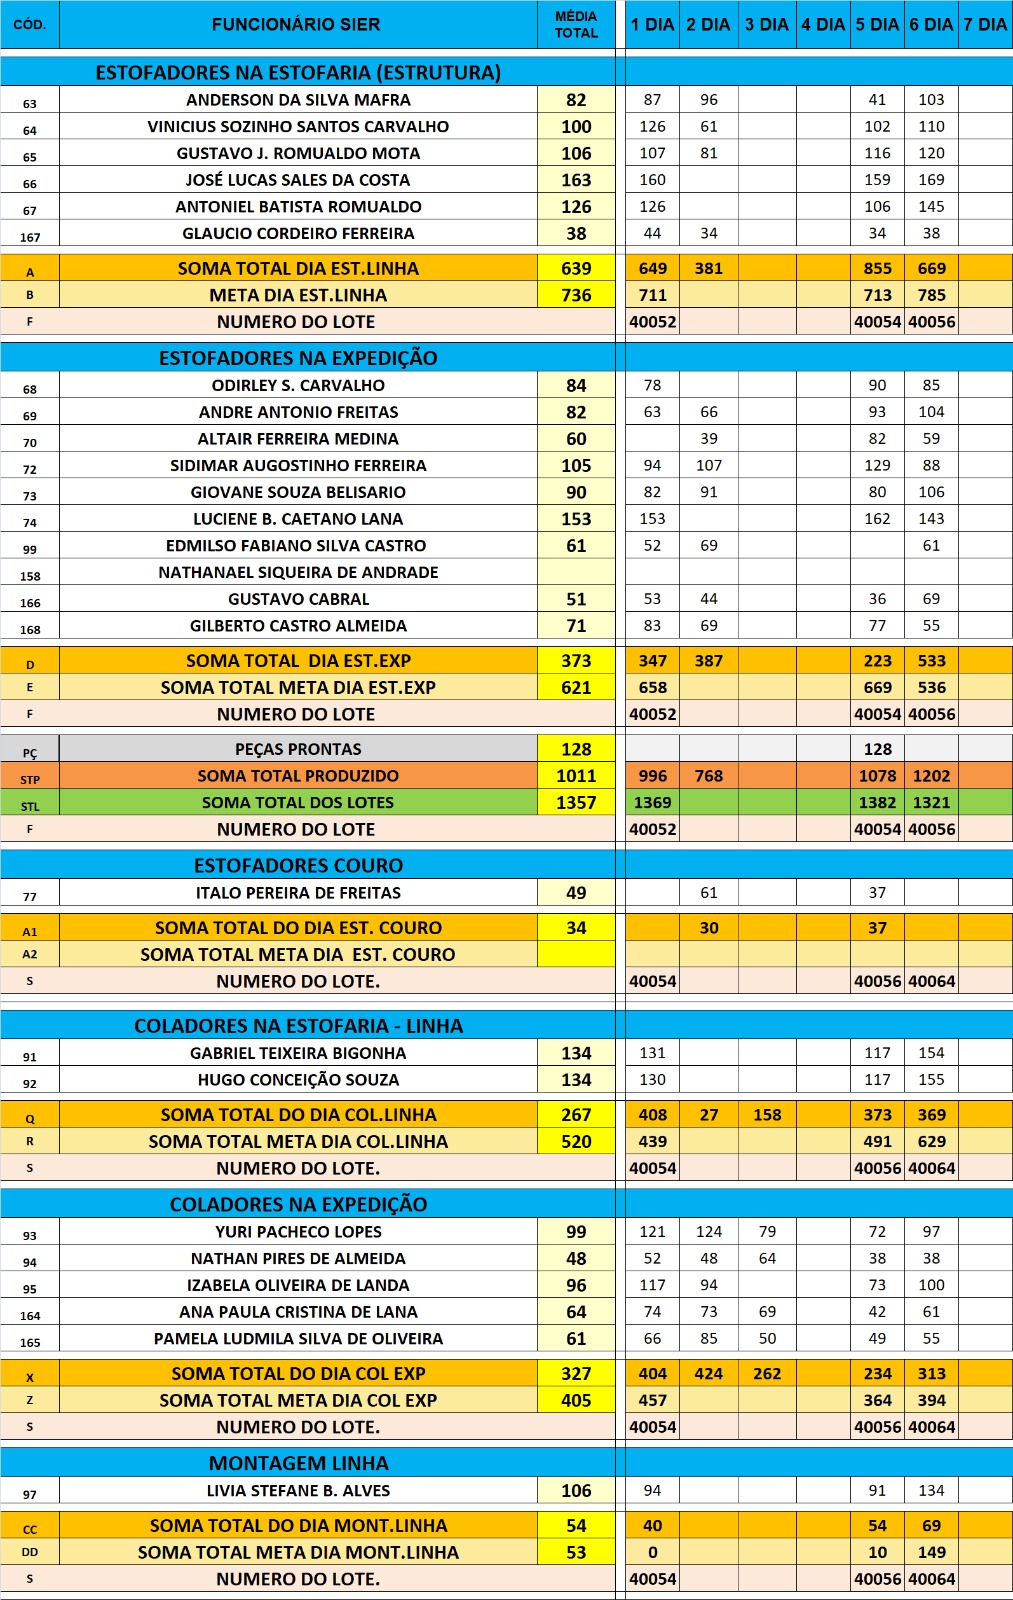 CÓD. FUNCIONÁRIO SIER MÉDIA TOTAL 1 DIA 2 DIA 3 DIA 4 DIA 5 DIA 6 DIA 7 DIA
ESTOFADORES NA ESTOFARIA (ESTRUTURA)
63 ANDERSON DA SILVA MAFRA 82 87 96 41 103
64 VINICIUS SOZINHO SANTOS CARVALHO 100 126 61 102 110
65 GUSTAVO J. ROMUALDO MOTA 106 107 81 116 120
66 JOSÉ LUCAS SALES DA COSTA 163 160 159 169
67 ANTONIEL BATISTA ROMUALDO 126 126 106 145
167 GLAUCIO CORDEIRO FERREIRA 38 44 34 34 38
A SOMA TOTAL DIA EST.LINHA 639 649 381 855 669
B META DIA EST.LINHA 736 711 713 785
F NUMERO DO LOTE 40052 40054 40056
ESTOFADORES NA EXPEDIÇÃO
68 ODIRLEY S. CARVALHO 84 78 90 85
69 ANDRE ANTONIO FREITAS 82 63 66 93 104
70 ALTAIR FERREIRA MEDINA 60 39 82 59
72 SIDIMAR AUGOSTINHO FERREIRA 105 94 107 129 88
73 GIOVANE SOUZA BELISARIO 90 82 91 80 106
74 LUCIENE B. CAETANO LANA 153 153 162 143
99 EDMILSO FABIANO SILVA CASTRO 61 52 69 61
158 NATHANAEL SIQUEIRA DE ANDRADE
166 GUSTAVO CABRAL 51 53 44 36 69
168 GILBERTO CASTRO ALMEIDA 71 83 69 77 55
D SOMA TOTAL DIA EST.EXP 373 347 387 223 533
E SOMA TOTAL META DIA EST.EXP 621 658 669 536
F NUMERO DO LOTE 40052 40054 40056
PÇ PEÇAS PRONTAS 128 128
STP SOMA TOTAL PRODUZIDO 1011 996 768 1078 1202
STL SOMA TOTAL DOS LOTES 1357 1369 1382 1321
F NUMERO DO LOTE 40052 40054 40056
ESTOFADORES COURO
77 ITALO PEREIRA DE FREITAS 49 61 37
A1 SOMA TOTAL DO DIA EST. COURO 34 30 37
A2 SOMA TOTAL META DIA EST. COURO
S NUMERO DO LOTE. 40054 40056 40064
COLADORES NA ESTOFARIA - LINHA
91 GABRIEL TEIXEIRA BIGONHA 134 131 117 154
92 HUGO CONCEIÇÃO SOUZA 134 130 117 155
Q SOMA TOTAL DO DIA COL.LINHA 267 408 27 158 373 369
R SOMA TOTAL META DIA COL.LINHA 520 439 491 629
S NUMERO DO LOTE. 40054 40056 40064
COLADORES NA EXPEDIÇÃO
93 YURI PACHECO LOPES 99 121 124 79 72 97
94 NATHAN PIRES DE ALMEIDA 48 52 48 64 38 38
95 IZABELA OLIVEIRA DE LANDA 96 117 94 73 100
164 ANA PAULA CRISTINA DE LANA 64 74 73 69 42 61
165 PAMELA LUDMILA SILVA DE OLIVEIRA 61 66 85 50 49 55
X SOMA TOTAL DO DIA COL EXP 327 404 424 262 234 313
Z SOMA TOTAL META DIA COL EXP 405 457 364 394
S NUMERO DO LOTE. 40054 40056 40064
MONTAGEM LINHA
97 LIVIA STEFANE B. ALVES 106 94 91 134
CC SOMA TOTAL DO DIA MONT.LINHA 54 40 54 69
DD SOMA TOTAL META DIA MONT.LINHA 53 0 10 149
S NUMERO DO LOTE. 40054 40056 40064